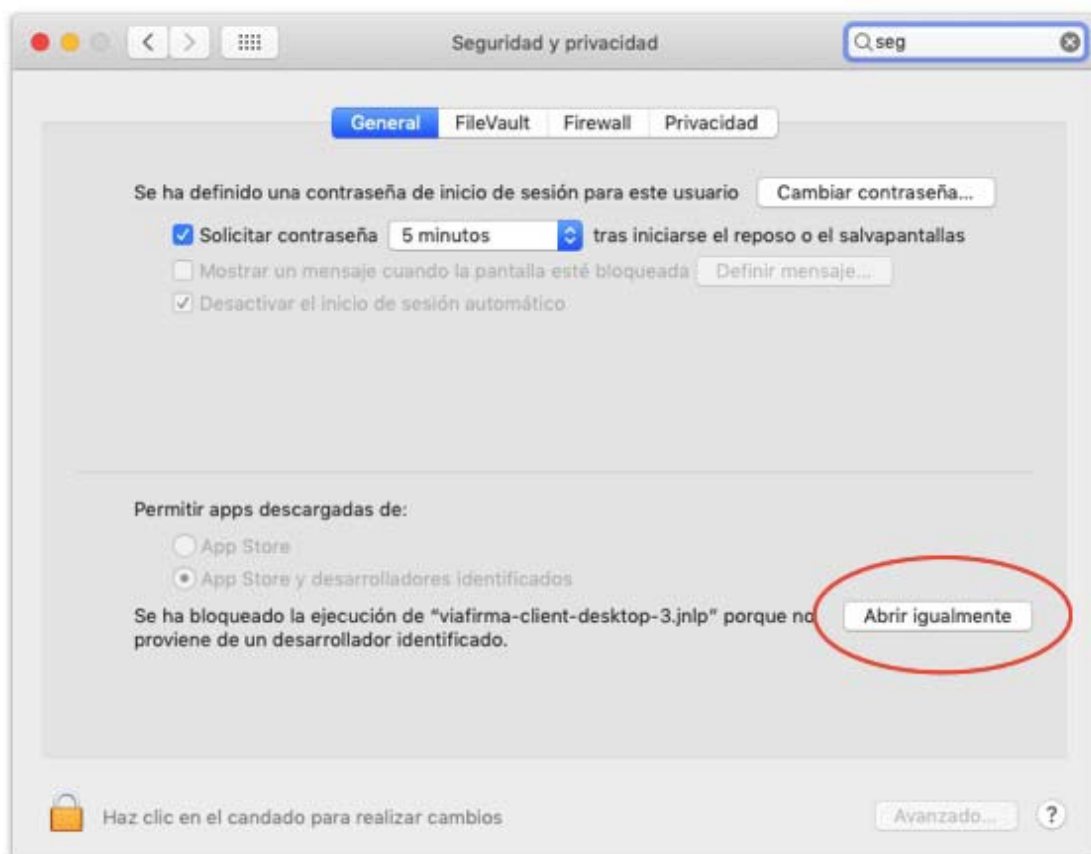 Seguridad y privacidad
seg
General FileVault Firewall Privacidad
Se ha definido una contraseña de inicio de sesión para este usuario Cambiar contraseña...
Solicitar contraseña 5 minutos tras iniciarse el reposo o el salvapantallas
Mostrar un mensaje cuando la pantalla esté bloqueada Definir mensaje...
Desactivar el inicio de sesión automático
Permitir apps descargadas de:
App Store
App Store y desarrolladores identificados
Se ha bloqueado la ejecución de “viafirma-client-desktop-3.jnlp” porque no Abrir igualmente
proviene de un desarrollador identificado.
Haz clic en el candado para realizar cambios Avanzado... ?